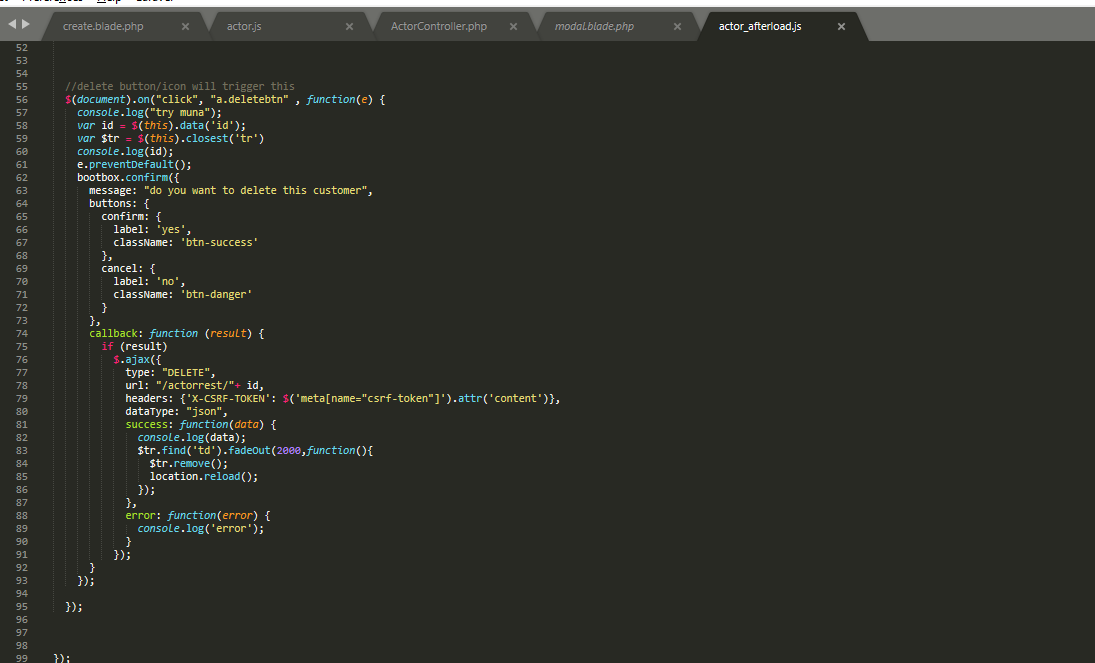 create.blade.php × actor.js × ActorController.php × modal.blade.php × actor_afterload.js ×
52
53
54
55 //delete button/icon will trigger this
56 $(document).on("click", "a.deletebtn" , function(e) {
57 console.log("try muna");
58 var id = $(this).data('id');
59 var $tr = $(this).closest('tr')
60 console.log(id);
61 e.preventDefault();
62 bootbox.confirm({
63 message: "do you want to delete this customer",
64 buttons: {
65 confirm: {
66 label: 'yes',
67 className: 'btn-success'
68 },
69 cancel: {
70 label: 'no',
71 className: 'btn-danger'
72 }
73 },
74 callback: function (result) {
75 if (result)
76 $.ajax({
77 type: "DELETE",
78 url: "/actorrest/"+ id,
79 headers: {'X-CSRF-TOKEN': $('meta[name="csrf-token"]').attr('content')},
80 dataType: "json",
81 success: function(data) {
82 console.log(data);
83 $tr.find('td').fadeOut(2000,function(){
84 $tr.remove();
85 location.reload();
86 });
87 },
88 error: function(error) {
89 console.log('error');
90 }
91 });
92 }
93 });
94
95 });
96
97
98
99 });